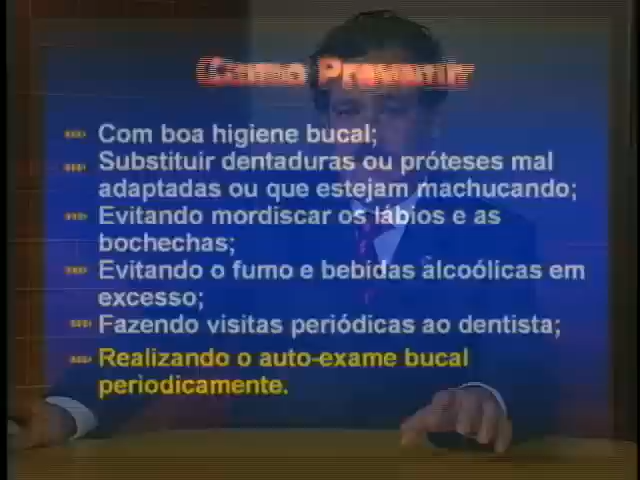 Como Prevenir
Com boa higiene bucal;
Substituir dentaduras ou próteses mal
adaptadas ou que estejam machucando;
Evitando mordiscar os lábios e as
bochechas;
Evitando o fumo e bebidas alcoólicas em
excesso;
Fazendo visitas periódicas ao dentista;
Realizando o auto-exame bucal
periodicamente.